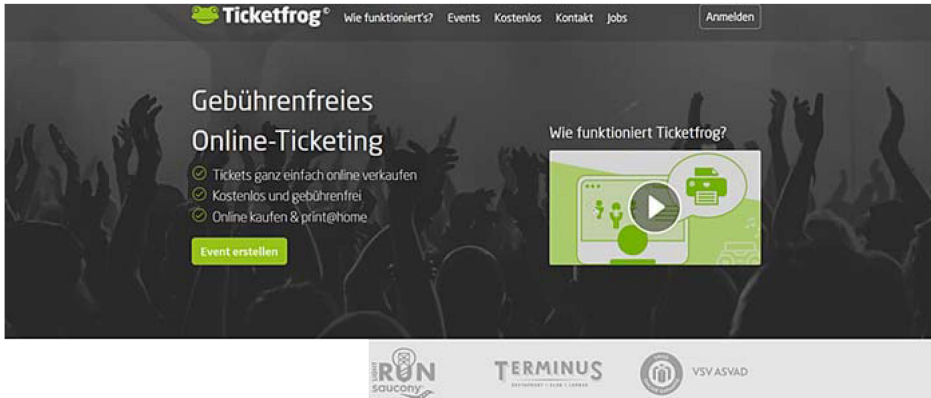 Ticketfrog©
Wie funktioniert's? Events Kostenlos Kontakt Jobs
Anmelden
Gebührenfreies
Online-Ticketing
Tickets ganz einfach online verkaufen
Kostenlos und gebührenfrei
Online kaufen & print@home
Event erstellen
Wie funktioniert Ticketfrog?
LIGHT
RUN
saucony
TERMINUS
VSV ASVAD